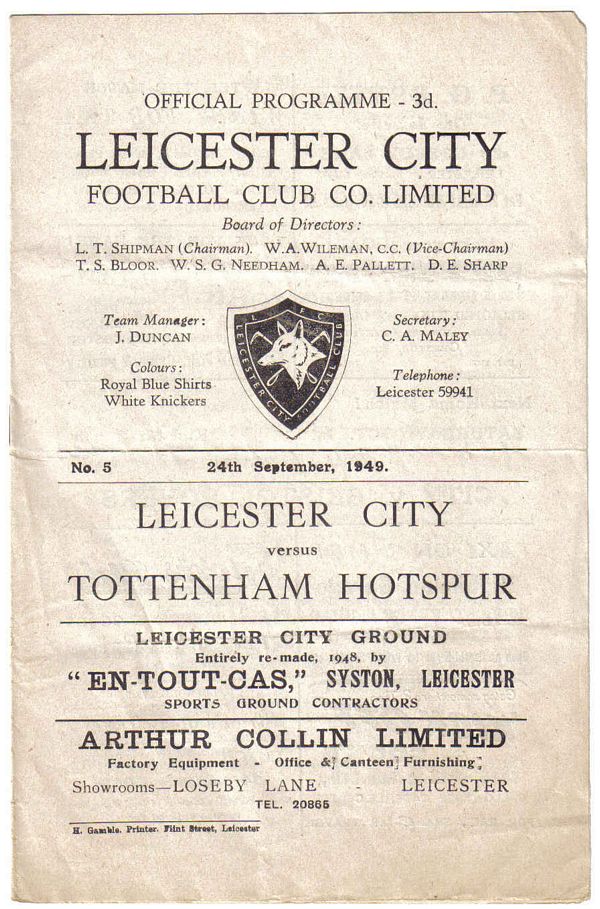 OFFICIAL PROGRAMME - 3d.
LEICESTER CITY
FOOTBALL CLUB CO. LIMITED
Board of Directors:
L. T. SHIPMAN (Chairman). W.A.WILEMAN, C.C. (Vice-Chairman)
T. S. BLOOR. W. S. G. NEEDHAM. A. E. PALLETT. D. E. SHARP
Team Manager:
J. DUNCAN
Colours:
Royal Blue Shirts
White Knickers
L C F C
LEICESTER CITY FOOTBALL CLUB
Secretary:
C. A. MALEY
Telephone:
Leicester 59941
No. 5 24th September, 1949.
LEICESTER CITY
versus
TOTTENHAM HOTSPUR
LEICESTER CITY GROUND
Entirely re-made, 1948, by
"EN-TOUT-CAS," SYSTON, LEICESTER
SPORTS GROUND CONTRACTORS
ARTHUR COLLIN LIMITED
Factory Equipment - Office & Canteen Furnishing
Showrooms—LOSEBY LANE - LEICESTER
TEL. 20865
H. Gamble. Printer. Flint Street, Leicester